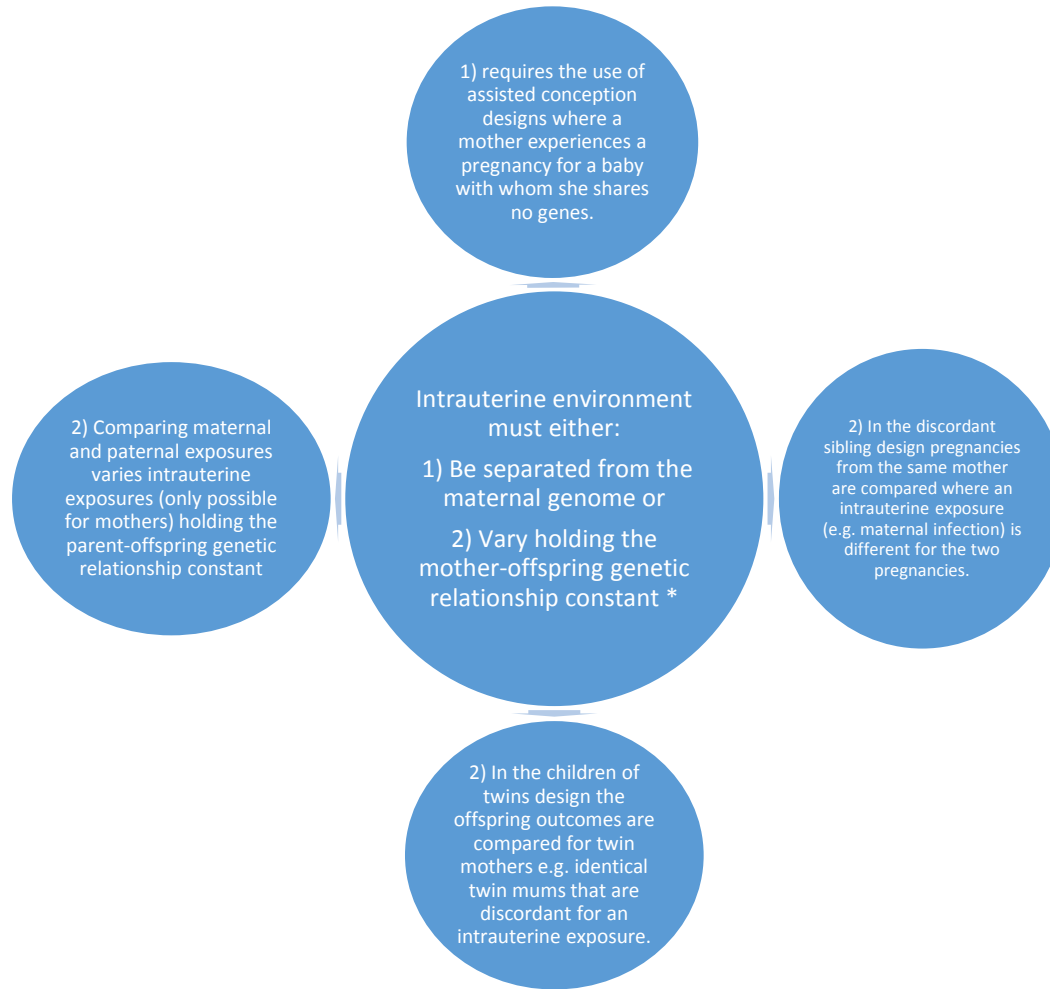 1) requires the use of
assisted conception
designs where a
mother experiences a
pregnancy for a baby
with whom she shares
no genes.
Intrauterine environment
must either:
1) Be separated from the
maternal genome or
2) Vary holding the
mother-offspring genetic
relationship constant *
2) Comparing maternal
and paternal exposures
varies intrauterine
exposures (only possible
for mothers) holding the
parent-offspring genetic
relationship constant
2) In the discordant
sibling design pregnancies
from the same mother
are compared where an
intrauterine exposure
(e.g. maternal infection) is
different for the two
pregnancies.
2) In the children of
twins design the
offspring outcomes are
compared for twin
mothers e.g. identical
twin mums that are
discordant for an
intrauterine exposure.